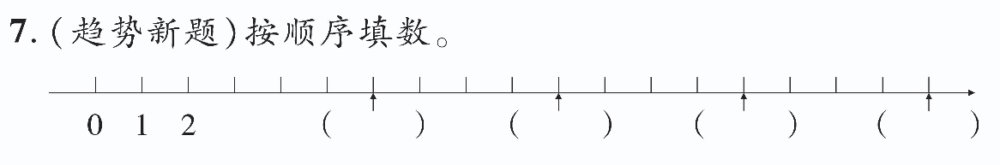 7.(趋势新题)按顺序填数。
0 1 2 ( ) ( ) ( ) ( )